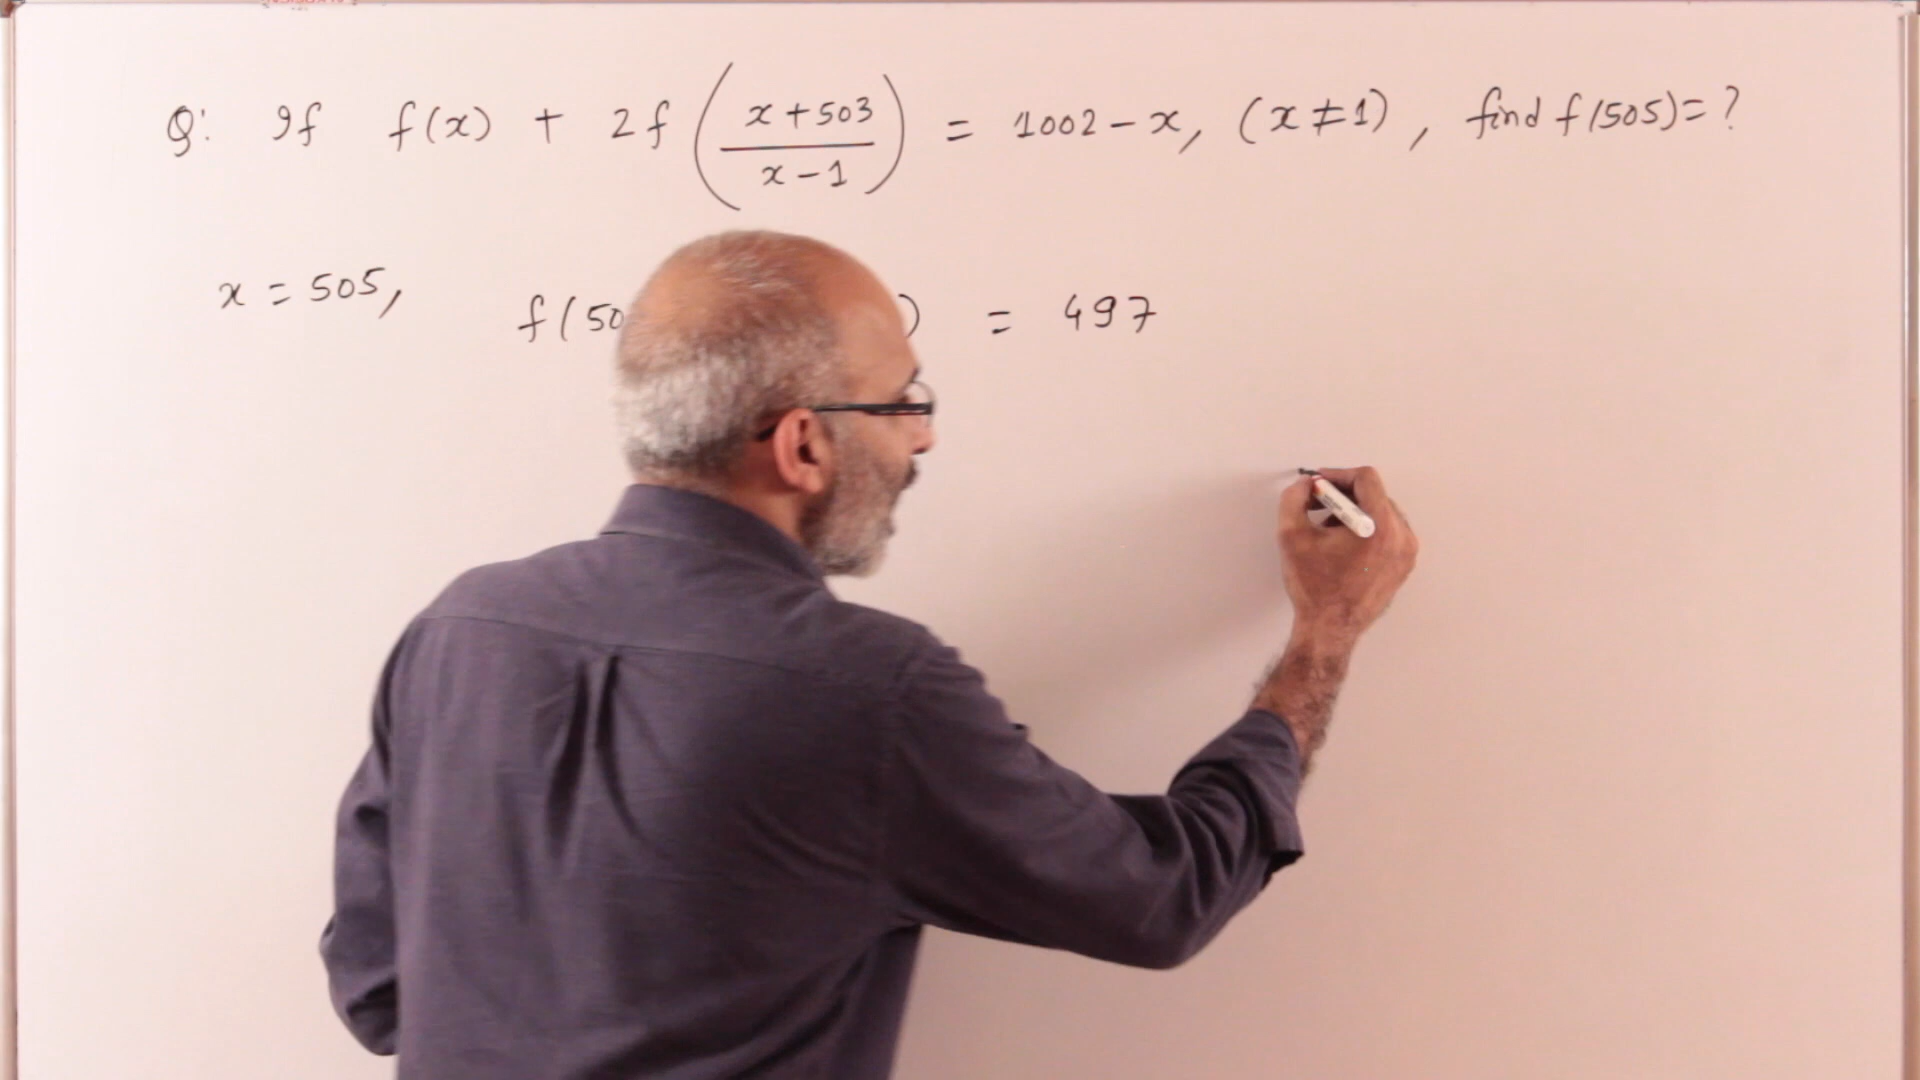 Q: If f(x) + 2f((x+503)/(x-1)) = 1002-x, (x≠1), find f(505)=?
x=505, f(50 ) = 497